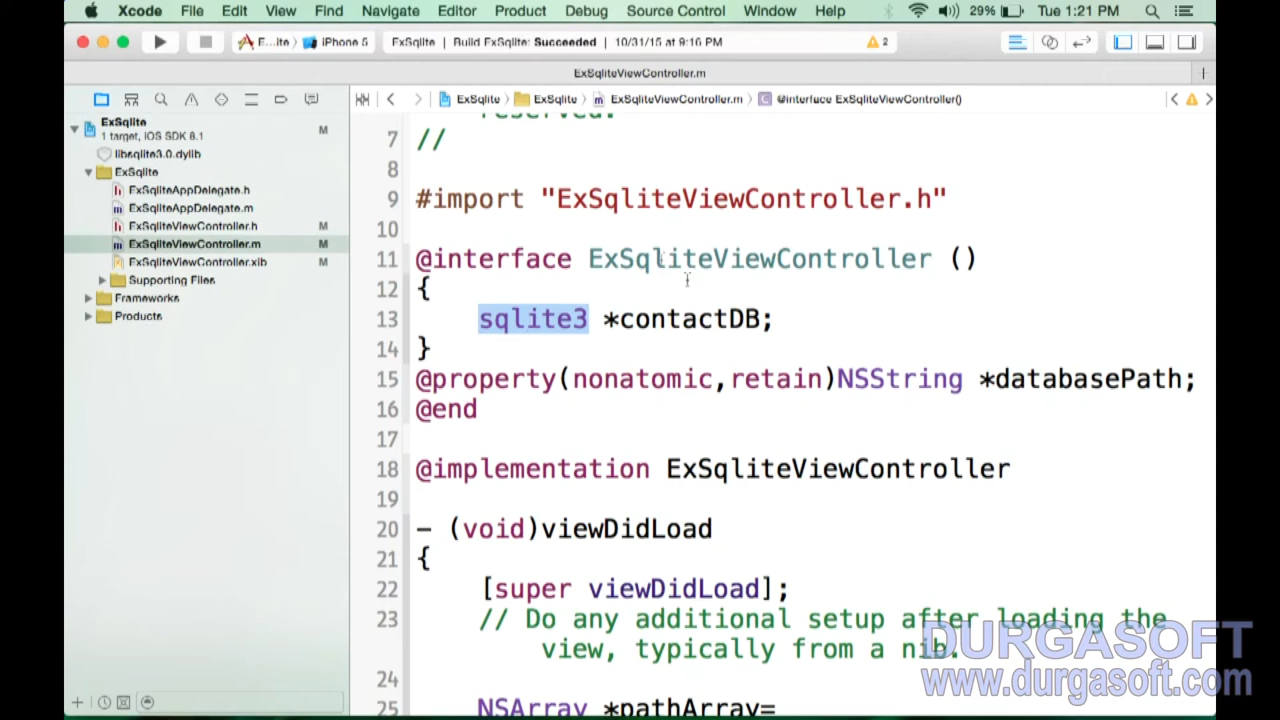 Xcode File Edit View Find Navigate Editor Product Debug Source Control Window Help 29% Tue 1:21 PM
E...ite iPhone 5 ExSqlite | Build ExSqlite: Succeeded | 10/31/15 at 9:16 PM 2
ExSqliteViewController.m
ExSqlite ExSqlite ExSqliteViewController.m @interface ExSqliteViewController()
ExSqlite M
1 target, iOS SDK 8.1
libsqlite3.0.dylib
ExSqlite
ExSqliteAppDelegate.h
ExSqliteAppDelegate.m
ExSqliteViewController.h M
ExSqliteViewController.m M
ExSqliteViewController.xib M
Supporting Files
Frameworks
Products
reserved.
7 //
8
9 #import "ExSqliteViewController.h"
10
11 @interface ExSqliteViewController ()
12 {
13 sqlite3 *contactDB;
14 }
15 @property(nonatomic,retain)NSString *databasePath;
16 @end
17
18 @implementation ExSqliteViewController
19
20 - (void)viewDidLoad
21 {
22 [super viewDidLoad];
23 // Do any additional setup after loading the
view, typically from a nib.
24
25 NSArray *pathArray=
DURGASOFT
www.durgasoft.com